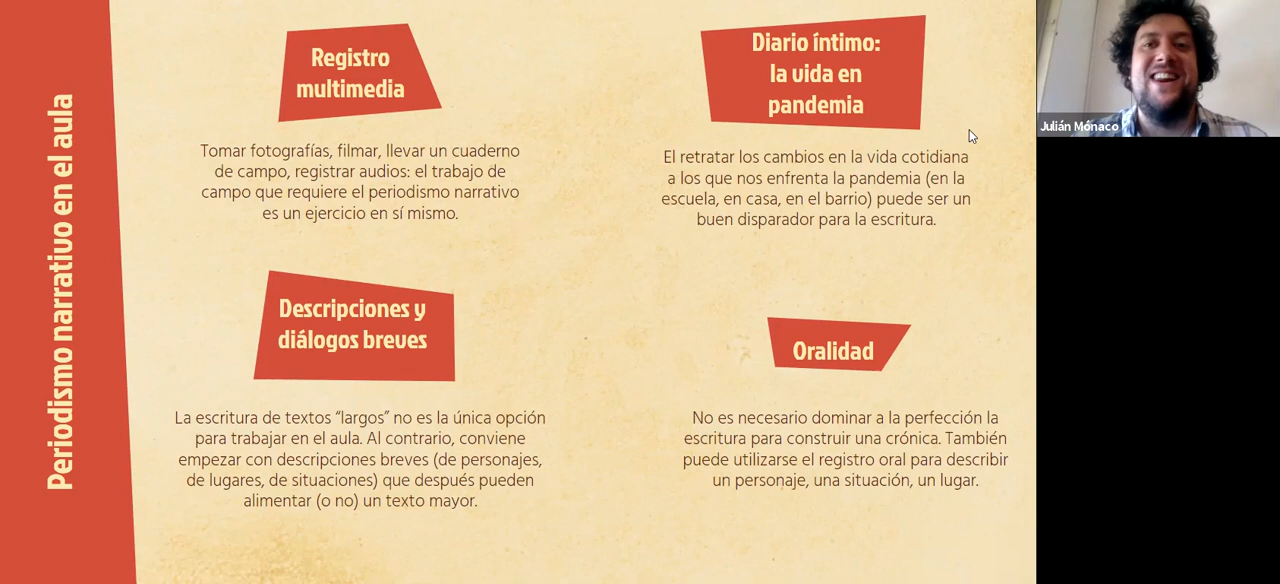 Periodismo narrativo en el aula
Registro
multimedia
Tomar fotografías, filmar, llevar un cuaderno
de campo, registrar audios: el trabajo de
campo que requiere el periodismo narrativo
es un ejercicio en sí mismo.
Diario íntimo:
la vida en
pandemia
El retratar los cambios en la vida cotidiana
a los que nos enfrenta la pandemia (en la
escuela, en casa, en el barrio) puede ser un
buen disparador para la escritura.
Descripciones y
diálogos breves
La escritura de textos “largos” no es la única opción
para trabajar en el aula. Al contrario, conviene
empezar con descripciones breves (de personajes,
de lugares, de situaciones) que después pueden
alimentar (o no) un texto mayor.
Oralidad
No es necesario dominar a la perfección la
escritura para construir una crónica. También
puede utilizarse el registro oral para describir
un personaje, una situación, un lugar.
Julián Mónaco